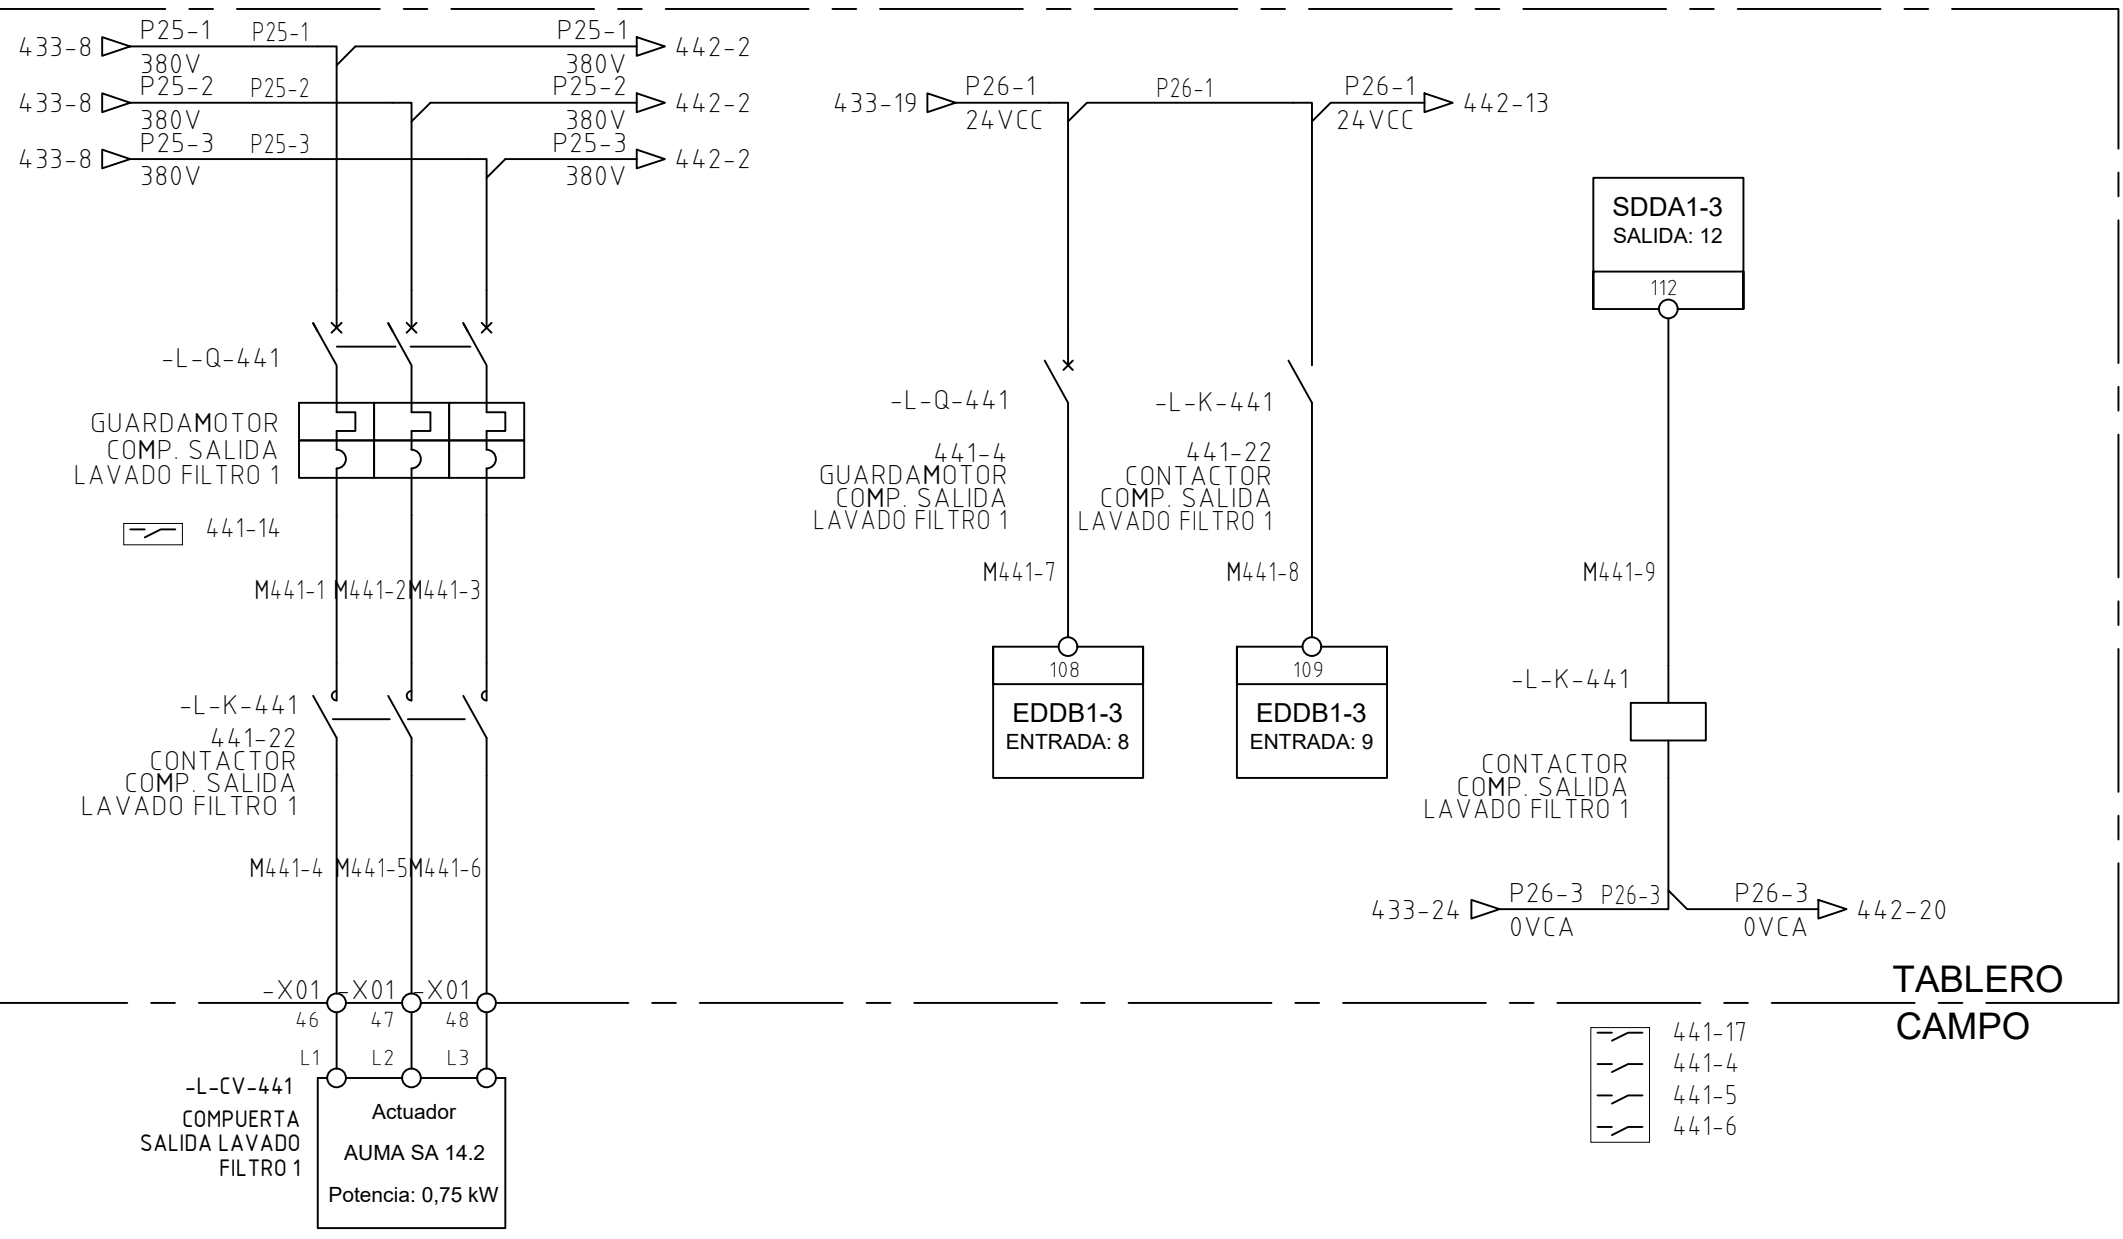 433-8 P25-1 P25-1 P25-1 442-2
380V 380V
433-8 P25-2 P25-2 P25-2 442-2
380V 380V
433-8 P25-3 P25-3 P25-3 442-2
380V 380V
433-19 P26-1 P26-1 P26-1 442-13
24VCC 24VCC
SDDA1-3
SALIDA: 12
112
-L-Q-441
GUARDAMOTOR
COMP. SALIDA
LAVADO FILTRO 1
441-14
M441-1 M441-2 M441-3
-L-K-441
441-22
CONTACTOR
COMP. SALIDA
LAVADO FILTRO 1
M441-4 M441-5 M441-6
-X01 -X01 -X01
46 47 48
L1 L2 L3
-L-CV-441
COMPUERTA
SALIDA LAVADO
FILTRO 1
Actuador
AUMA SA 14.2
Potencia: 0,75 kW
-L-Q-441
441-4
GUARDAMOTOR
COMP. SALIDA
LAVADO FILTRO 1
M441-7
108
EDDB1-3
ENTRADA: 8
-L-K-441
441-22
CONTACTOR
COMP. SALIDA
LAVADO FILTRO 1
M441-8
109
EDDB1-3
ENTRADA: 9
M441-9
-L-K-441
CONTACTOR
COMP. SALIDA
LAVADO FILTRO 1
433-24 P26-3 P26-3 P26-3 442-20
0VCA 0VCA
TABLERO
CAMPO
441-17
441-4
441-5
441-6